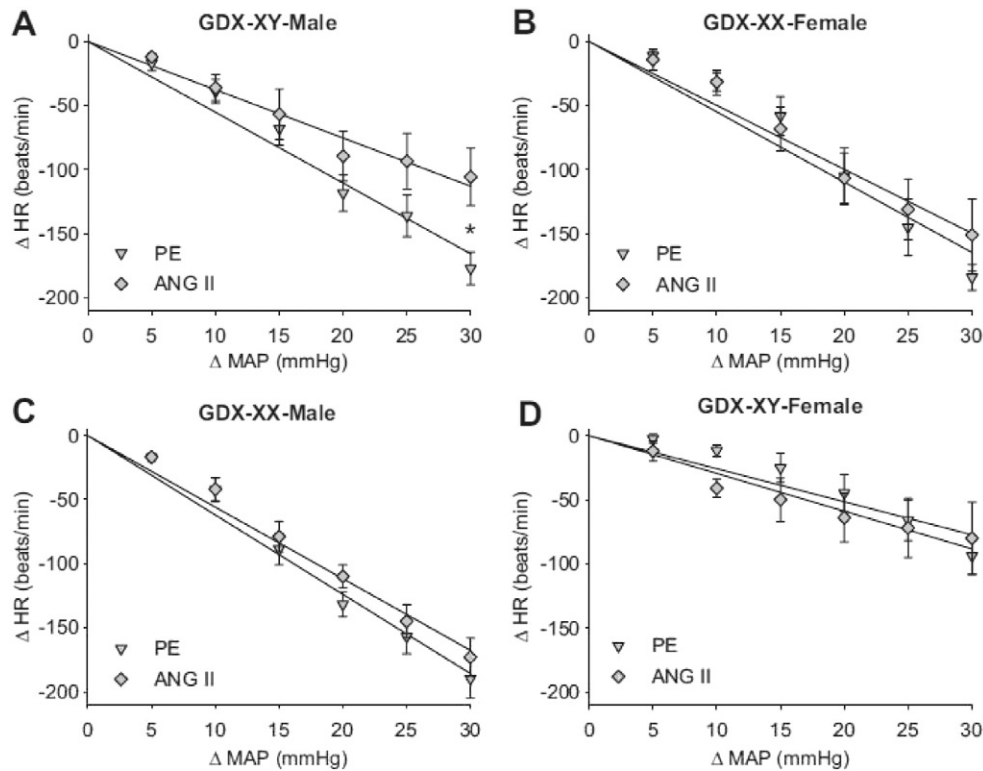 A
GDX-XY-Male
0
-50
-100
-150
-200
Δ HR (beats/min)
*
PE
ANG II
0 5 10 15 20 25 30
Δ MAP (mmHg)
B
GDX-XX-Female
0
-50
-100
-150
-200
Δ HR (beats/min)
PE
ANG II
0 5 10 15 20 25 30
Δ MAP (mmHg)
C
GDX-XX-Male
0
-50
-100
-150
-200
Δ HR (beats/min)
PE
ANG II
0 5 10 15 20 25 30
Δ MAP (mmHg)
D
GDX-XY-Female
0
-50
-100
-150
-200
Δ HR (beats/min)
PE
ANG II
0 5 10 15 20 25 30
Δ MAP (mmHg)